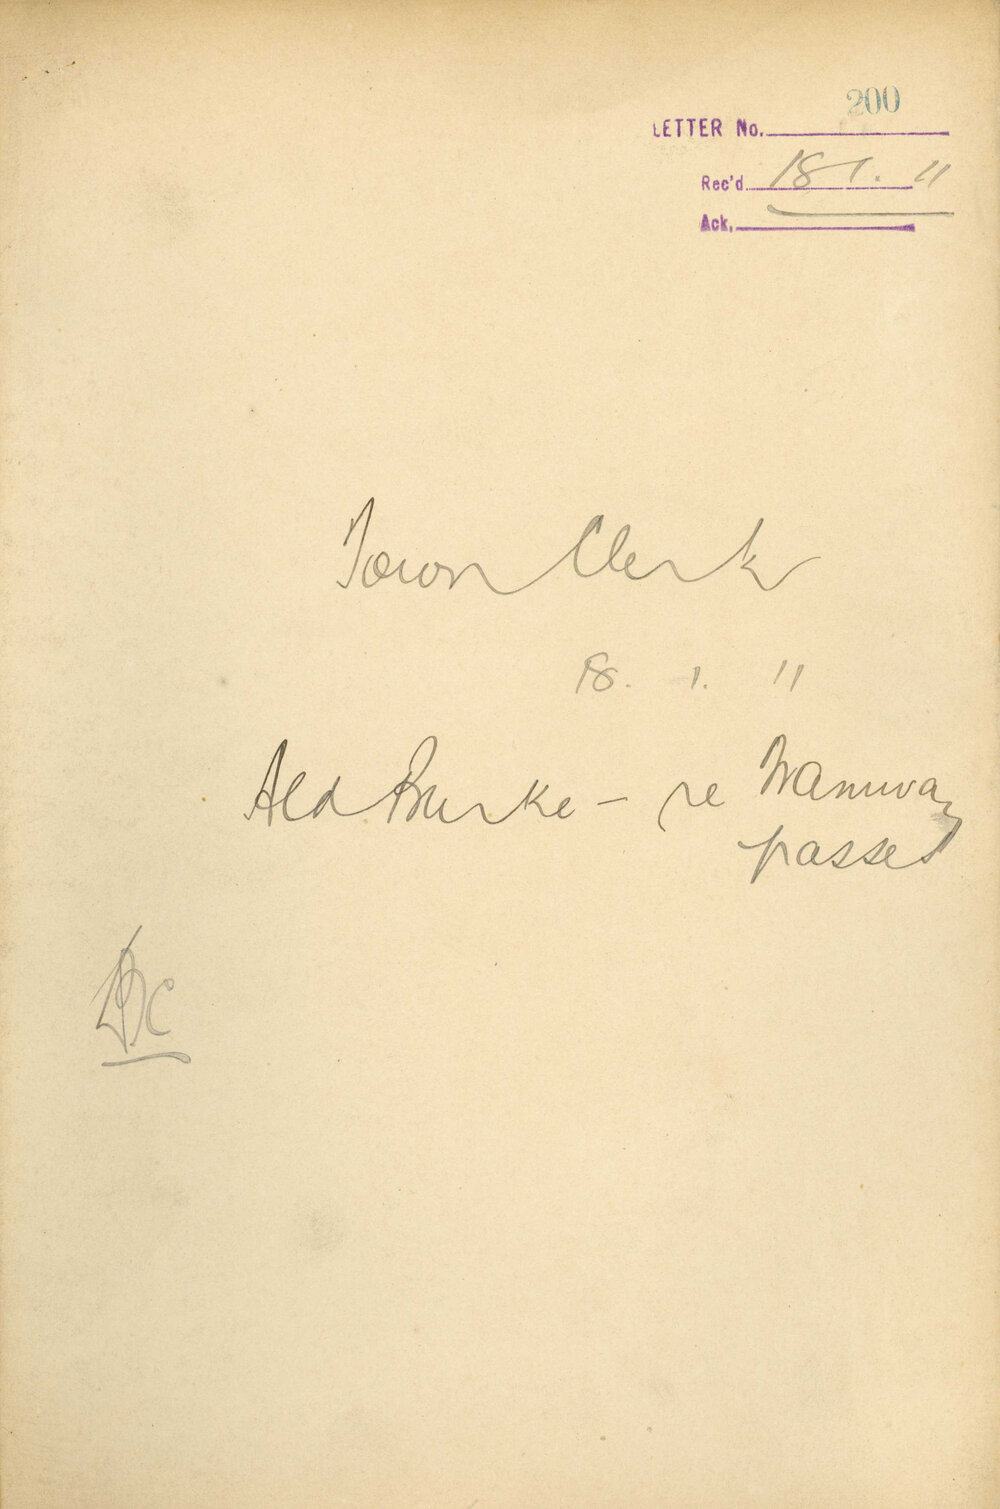 200
LETTER No.
Rec'd 18 1. 11
Ack.
Town Clerk
18. 1. 11
Ald Burke - re Tramway
passes